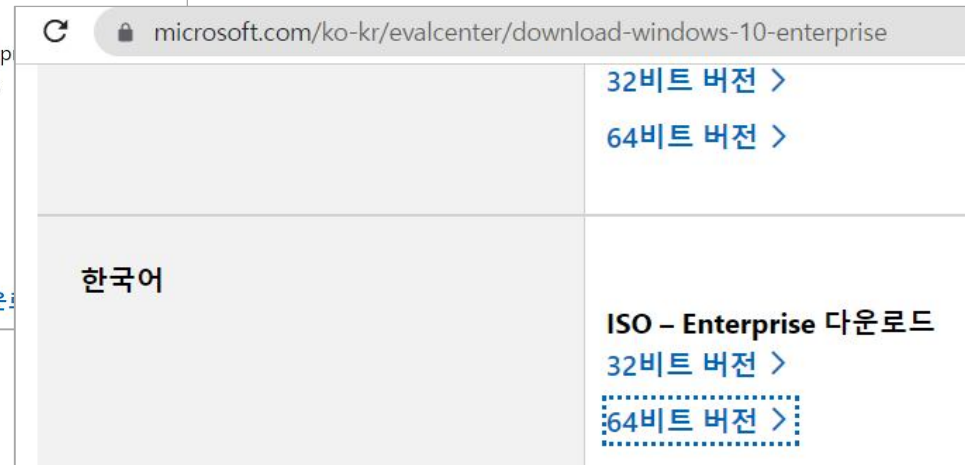 microsoft.com/ko-kr/evalcenter/download-windows-10-enterprise
32비트 버전 >
64비트 버전 >
한국어
ISO – Enterprise 다운로드
32비트 버전 >
64비트 버전 >